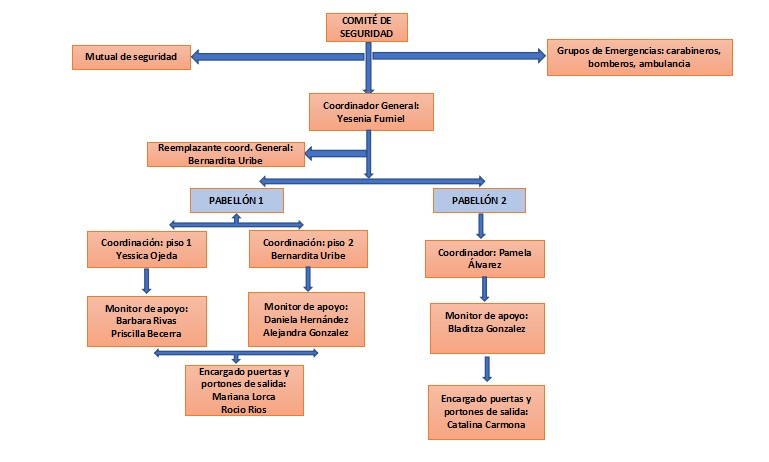 COMITÉ DE
SEGURIDAD
Mutual de seguridad
Grupos de Emergencias: carabineros,
bomberos, ambulancia
Coordinador General:
Yesenia Fumiel
Reemplazante coord. General:
Bernardita Uribe
PABELLÓN 1
PABELLÓN 2
Coordinación: piso 1
Yessica Ojeda
Coordinación: piso 2
Bernardita Uribe
Coordinador: Pamela
Álvarez
Monitor de apoyo:
Barbara Rivas
Priscilla Becerra
Monitor de apoyo:
Daniela Hernández
Alejandra Gonzalez
Monitor de apoyo:
Bladitza Gonzalez
Encargado puertas y
portones de salida:
Mariana Lorca
Rocio Rios
Encargado puertas y
portones de salida:
Catalina Carmona